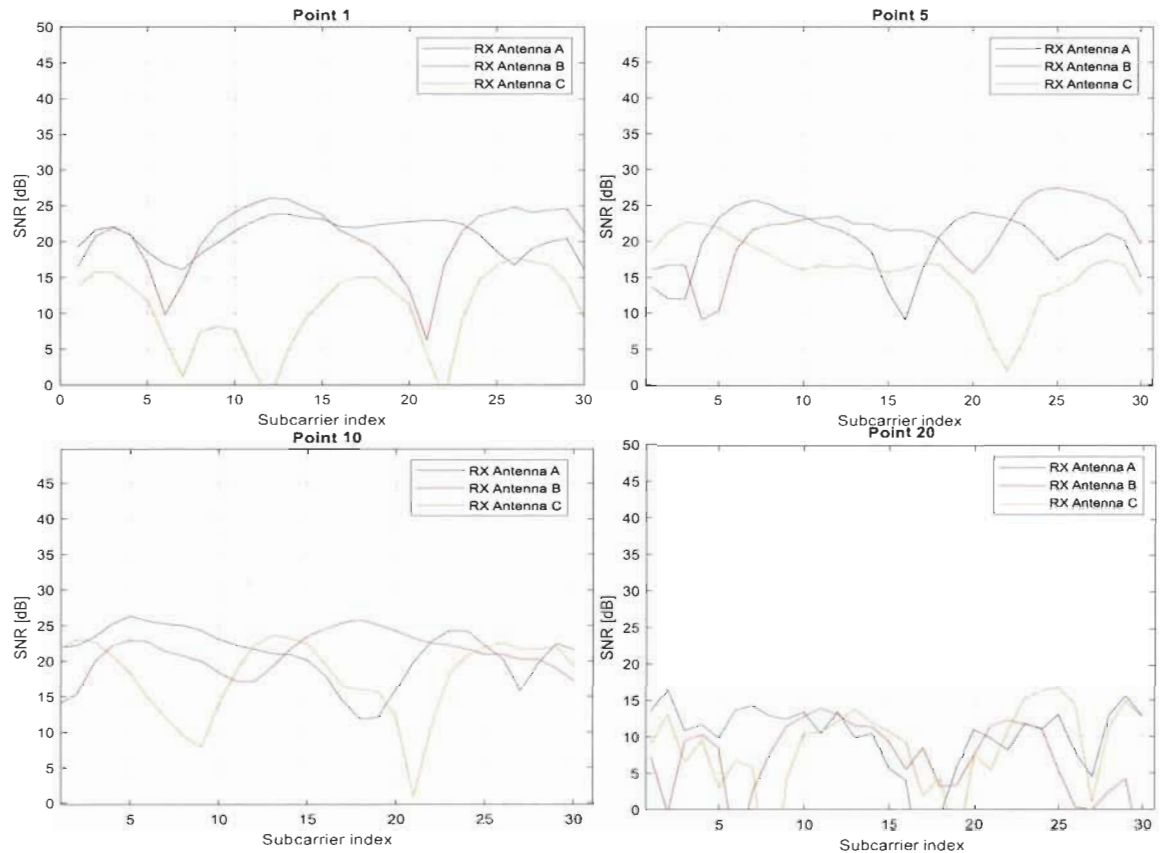 Point 1
50
45
40
35
30
25
20
15
10
5
0
SNR [dB]
RX Antenna A
RX Antenna B
RX Antenna C
0 5 10 15 20 25 30
Subcarrier index
Point 5
50
45
40
35
30
25
20
15
10
5
0
SNR [dB]
RX Antenna A
RX Antenna B
RX Antenna C
5 10 15 20 25 30
Subcarrier index
Point 10
45
40
35
30
25
20
15
10
5
0
SNR [dB]
RX Antenna A
RX Antenna B
RX Antenna C
5 10 15 20 25 30
Subcarrier index
Point 20
50
45
40
35
30
25
20
15
10
5
0
SNR [dB]
RX Antenna A
RX Antenna B
RX Antenna C
5 10 15 20 25 30
Subcarrier index